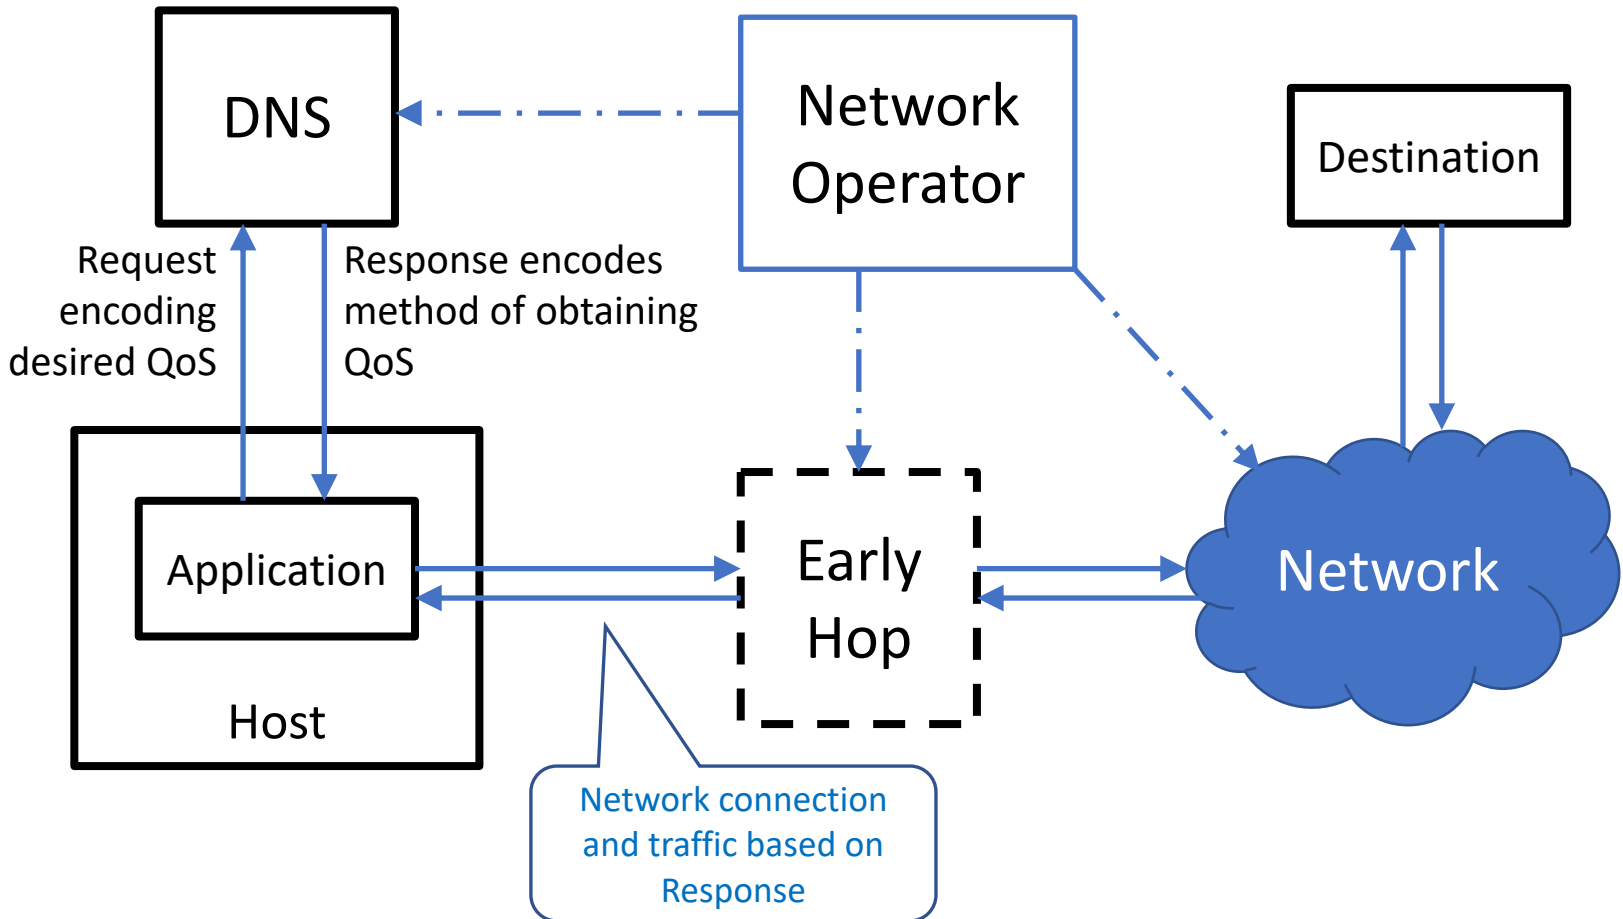 DNS
Network
Operator
Destination
Request
encoding
desired QoS
Response encodes
method of obtaining
QoS
Application
Host
Early
Hop
Network
Network connection
and traffic based on
Response